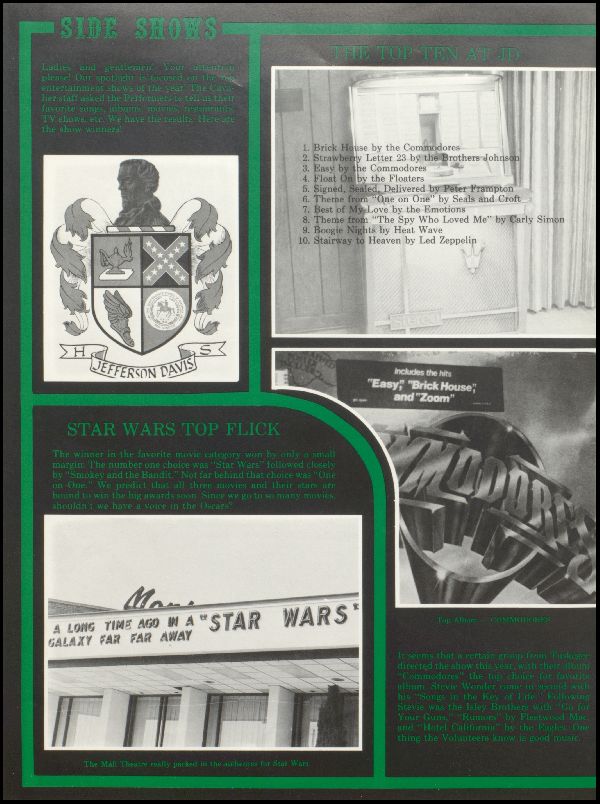 SIDE SHOWS
Ladies and gentlemen! Your attention
please! Our spotlight is focused on the top
entertainment shows of the year. The Cava-
lier staff asked the Performers to tell us their
favorite songs, albums, movies, restaurants,
TV shows, etc. We have the results. Here are
the show winners!
H S
JEFFERSON DAVIS
THE TOP TEN AT JD
1. Brick House by the Commodores
2. Strawberry Letter 23 by the Brothers Johnson
3. Easy by the Commodores
4. Float On by the Floaters
5. Signed, Sealed, Delivered by Peter Frampton
6. Theme from "One on One" by Seals and Croft
7. Best of My Love by the Emotions
8. Theme from "The Spy Who Loved Me" by Carly Simon
9. Boogie Nights by Heat Wave
10. Stairway to Heaven by Led Zeppelin
STAR WARS TOP FLICK
The winner in the favorite movie category won by only a small
margin. The number one choice was "Star Wars" followed closely
by "Smokey and the Bandit." Not far behind that choice was "One
on One." We predict that all three movies and their stars are
bound to win the big awards soon. Since we go to so many movies,
shouldn't we have a voice in the Oscars?
A LONG TIME AGO IN A "STAR WARS"
GALAXY FAR FAR AWAY
The Mall Theatre really packed in the audiences for Star Wars
includes the hits
"Easy," "Brick House,"
and "Zoom"
COMMODORES
Top Album — COMMODORES
It seems that a certain group from Tuskegee
directed the show this year, with their album
"Commodores" the top choice for favorite
album. Stevie Wonder came in second with
his "Songs in the Key of Life." Following
Stevie was the Isley Brothers with "Go for
Your Guns," "Rumors" by Fleetwood Mac,
and "Hotel California" by the Eagles. One
thing the Volunteers know is good music.